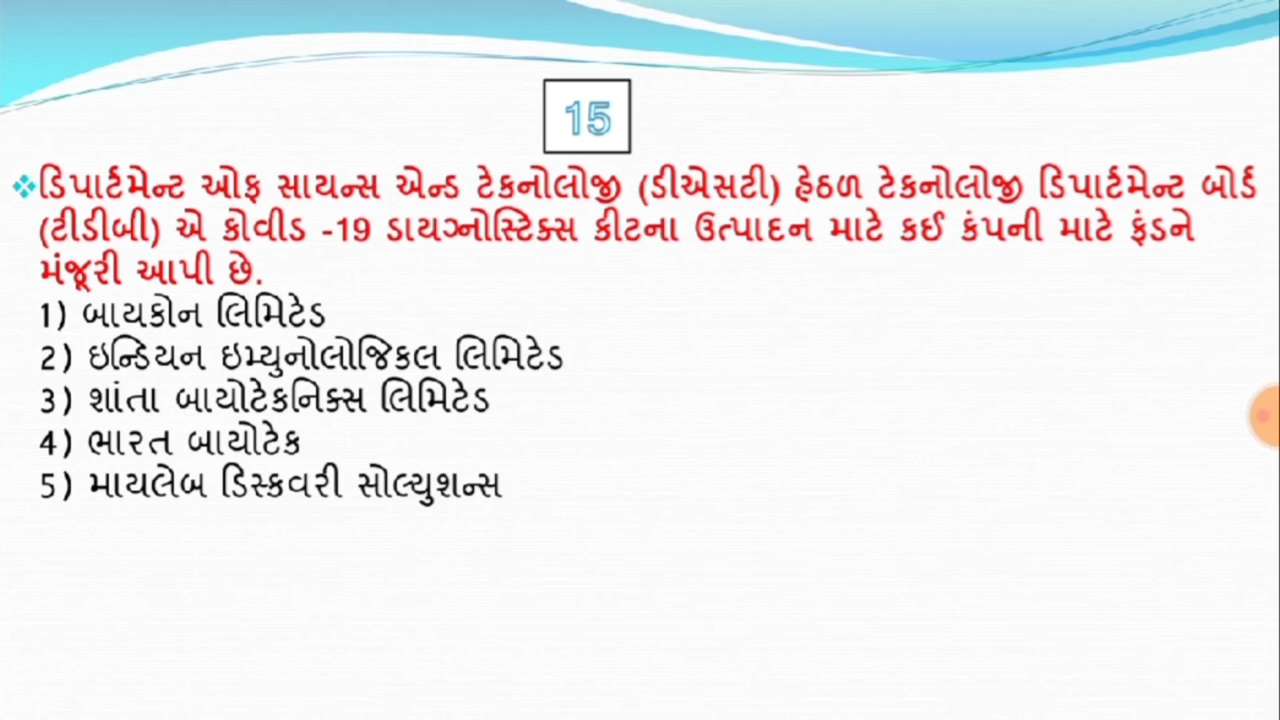 15
ડિપાર્ટમેન્ટ ઓફ સાયન્સ એન્ડ ટેકનોલોજી (ડીએસટી) હેઠળ ટેકનોલોજી ડિપાર્ટમેન્ટ બોર્ડ
(ટીડીબી) એ કોવીડ -19 ડાયગ્નોસ્ટિક્સ કીટના ઉત્પાદન માટે કઈ કંપની માટે ફંડને
મંજૂરી આપી છે.
1) બાયકોન લિમિટેડ
2) ઇન્ડિયન ઇમ્યુનોલોજિકલ લિમિટેડ
3) શાંતા બાયોટેકનિક્સ લિમિટેડ
4) ભારત બાયોટેક
5) માયલેબ ડિસ્કવરી સોલ્યુશન્સ